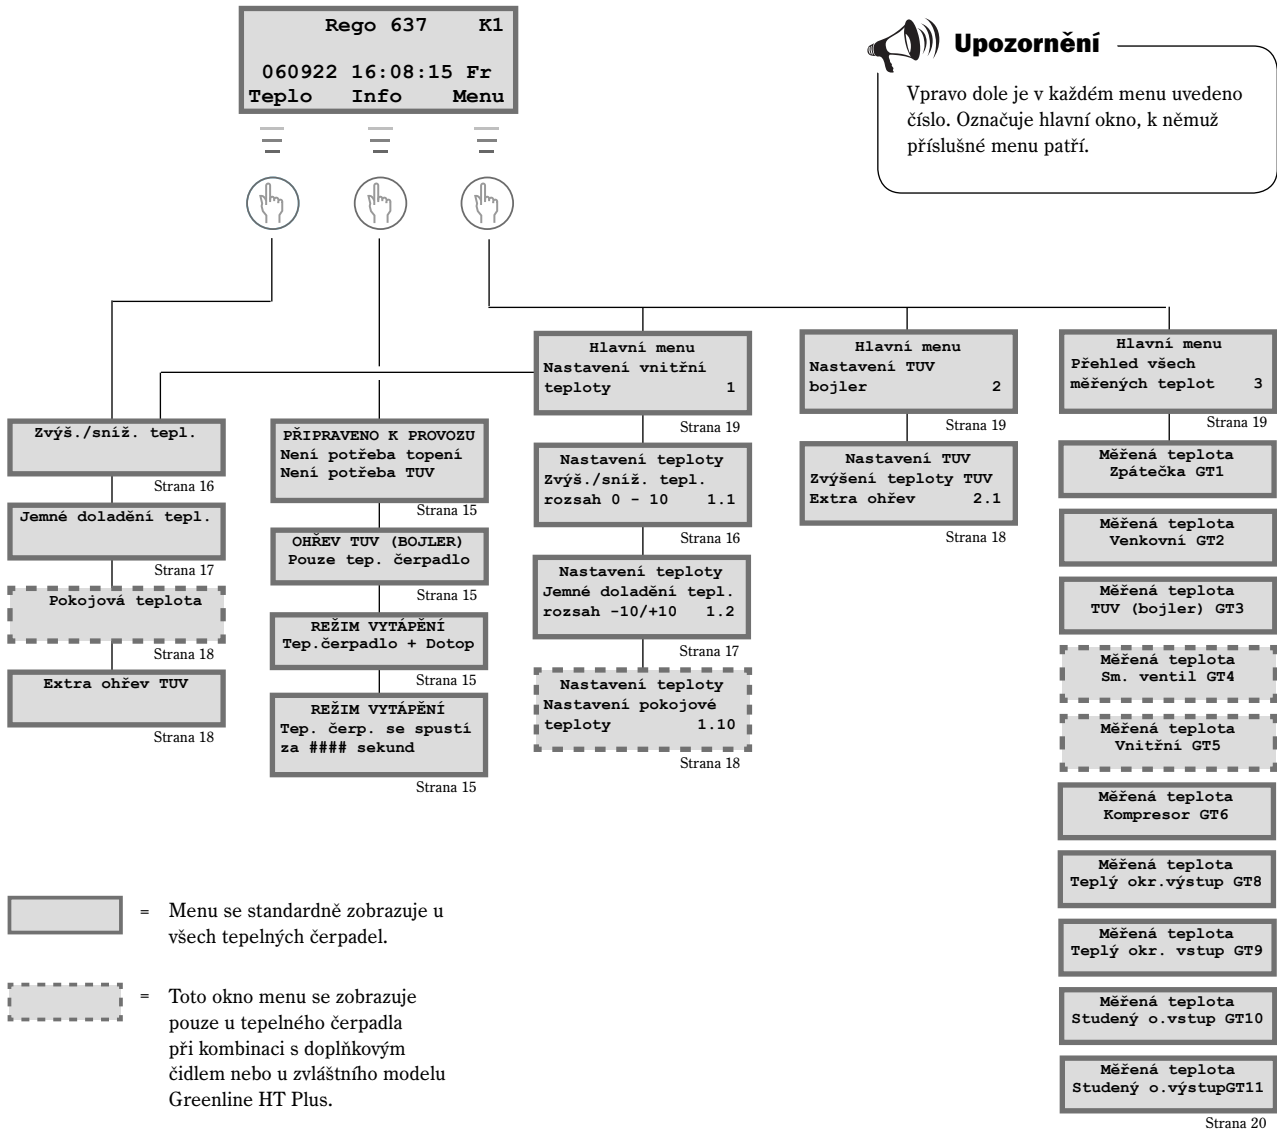 Rego 637 K1
060922 16:08:15 Fr
Teplo Info Menu
Upozornění
Vpravo dole je v každém menu uvedeno
číslo. Označuje hlavní okno, k němuž
příslušné menu patří.
Zvýš./sníž. tepl.
Strana 16
Jemné doladění tepl.
Strana 17
Pokojová teplota
Strana 18
Extra ohřev TUV
Strana 18
PŘIPRAVENO K PROVOZU
Není potřeba topení
Není potřeba TUV
Strana 15
OHŘEV TUV (BOJLER)
Pouze tep. čerpadlo
Strana 15
REŽIM VYTÁPĚNÍ
Tep.čerpadlo + Dotop
Strana 15
REŽIM VYTÁPĚNÍ
Tep. čerp. se spustí
za #### sekund
Strana 15
Hlavní menu
Nastavení vnitřní
teploty 1
Strana 19
Nastavení teploty
Zvýš./sníž. tepl.
rozsah 0 - 10 1.1
Strana 16
Nastavení teploty
Jemné doladění tepl.
rozsah -10/+10 1.2
Strana 17
Nastavení teploty
Nastavení pokojové
teploty 1.10
Strana 18
Hlavní menu
Nastavení TUV
bojler 2
Strana 19
Nastavení TUV
Zvýšení teploty TUV
Extra ohřev 2.1
Strana 18
Hlavní menu
Přehled všech
měřených teplot 3
Strana 19
Měřená teplota
Zpátečka GT1
Měřená teplota
Venkovní GT2
Měřená teplota
TUV (bojler) GT3
Měřená teplota
Sm. ventil GT4
Měřená teplota
Vnitřní GT5
Měřená teplota
Kompresor GT6
Měřená teplota
Teplý okr.výstup GT8
Měřená teplota
Teplý okr. vstup GT9
Měřená teplota
Studený o.vstup GT10
Měřená teplota
Studený o.výstupGT11
Strana 20
= Menu se standardně zobrazuje u
všech tepelných čerpadel.
= Toto okno menu se zobrazuje
pouze u tepelného čerpadla
při kombinaci s doplňkovým
čidlem nebo u zvláštního modelu
Greenline HT Plus.